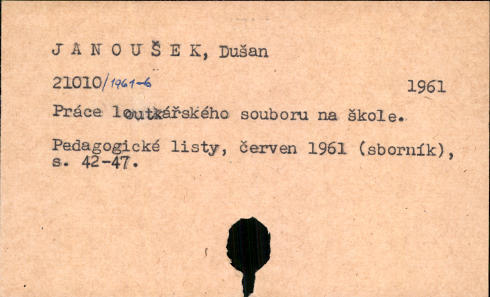 J A N O U Š E K, Dušan
21010/1961-6 1961
Práce loutkářského souboru na škole.
Pedagogické listy, červen 1961 (sborník),
s. 42-47.